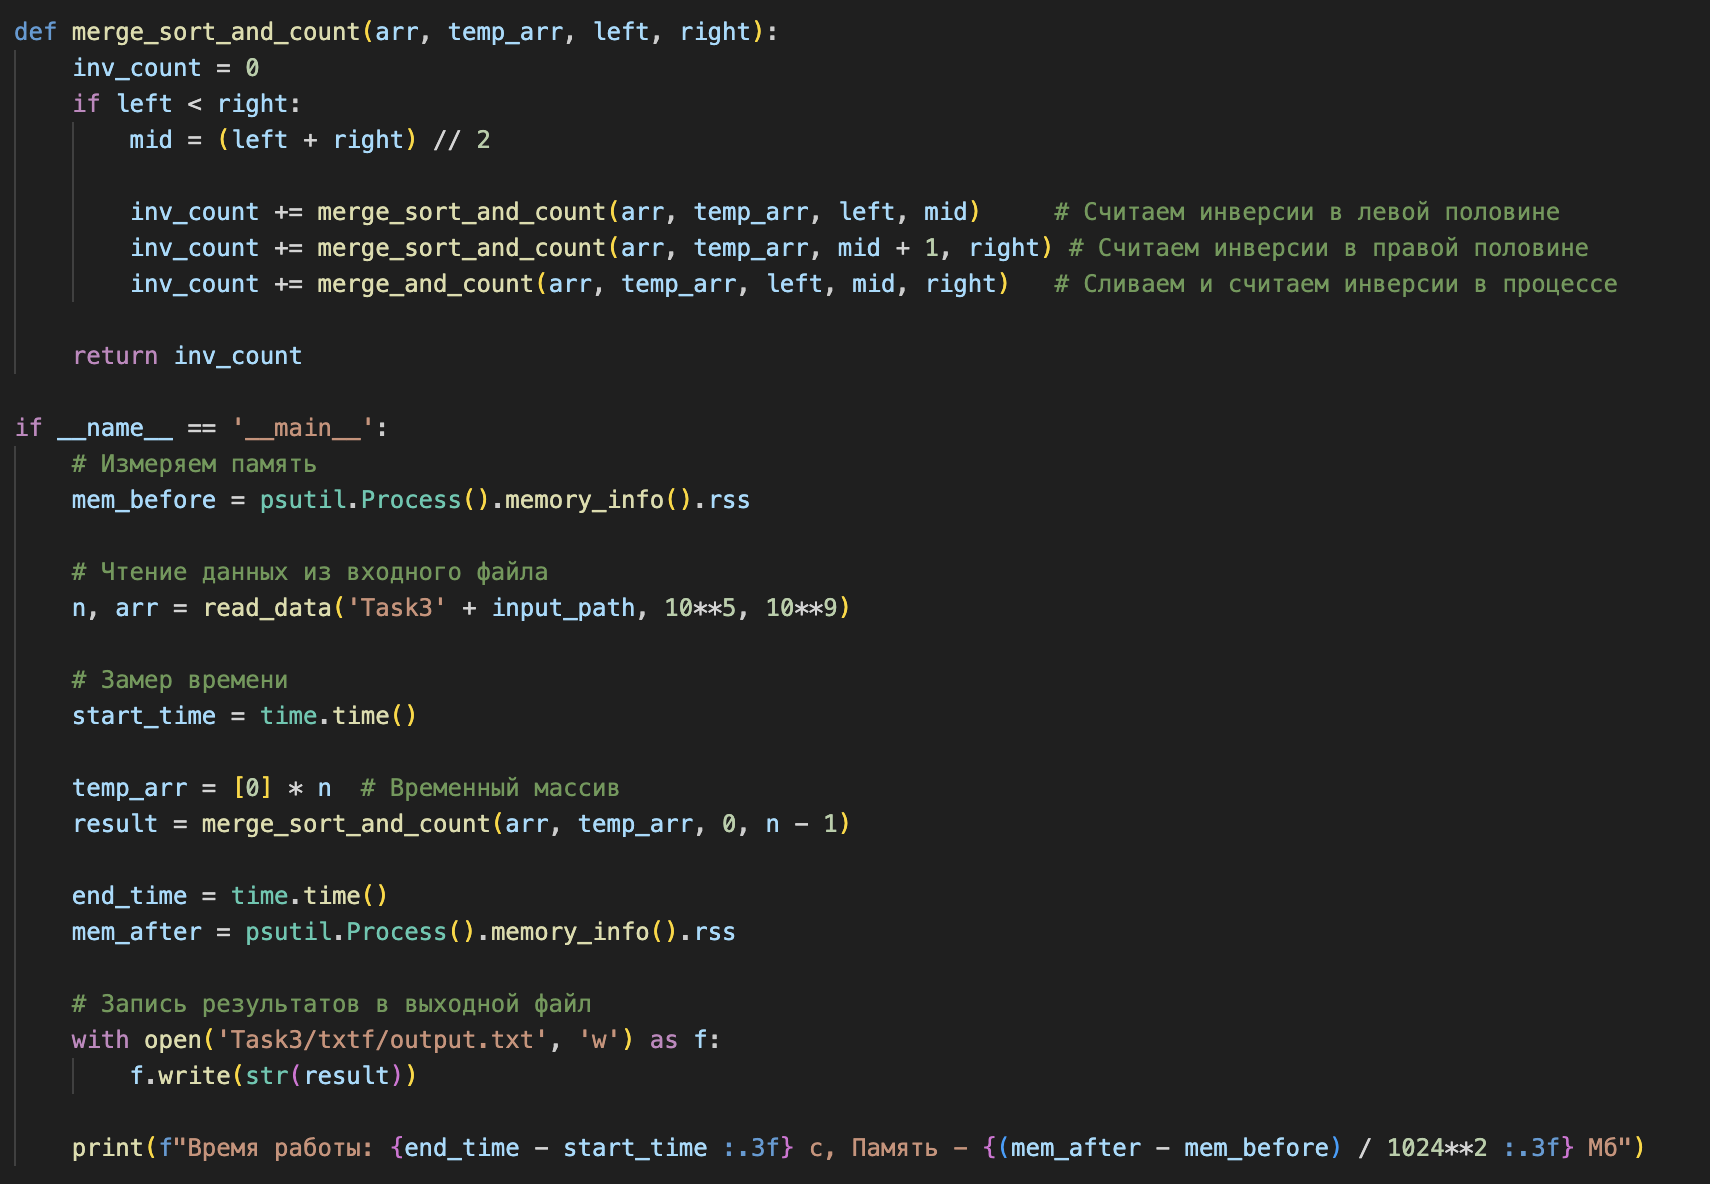 def merge_sort_and_count(arr, temp_arr, left, right):
    inv_count = 0
    if left < right:
        mid = (left + right) // 2

        inv_count += merge_sort_and_count(arr, temp_arr, left, mid)     # Считаем инверсии в левой половине
        inv_count += merge_sort_and_count(arr, temp_arr, mid + 1, right) # Считаем инверсии в правой половине
        inv_count += merge_and_count(arr, temp_arr, left, mid, right)   # Сливаем и считаем инверсии в процессе

    return inv_count

if __name__ == '__main__':
    # Измеряем память
    mem_before = psutil.Process().memory_info().rss

    # Чтение данных из входного файла
    n, arr = read_data('Task3' + input_path, 10**5, 10**9)

    # Замер времени
    start_time = time.time()

    temp_arr = [0] * n  # Временный массив
    result = merge_sort_and_count(arr, temp_arr, 0, n - 1)

    end_time = time.time()
    mem_after = psutil.Process().memory_info().rss

    # Запись результатов в выходной файл
    with open('Task3/txtf/output.txt', 'w') as f:
        f.write(str(result))

    print(f"Время работы: {end_time - start_time :.3f} с, Память - {(mem_after - mem_before) / 1024**2 :.3f} Мб")